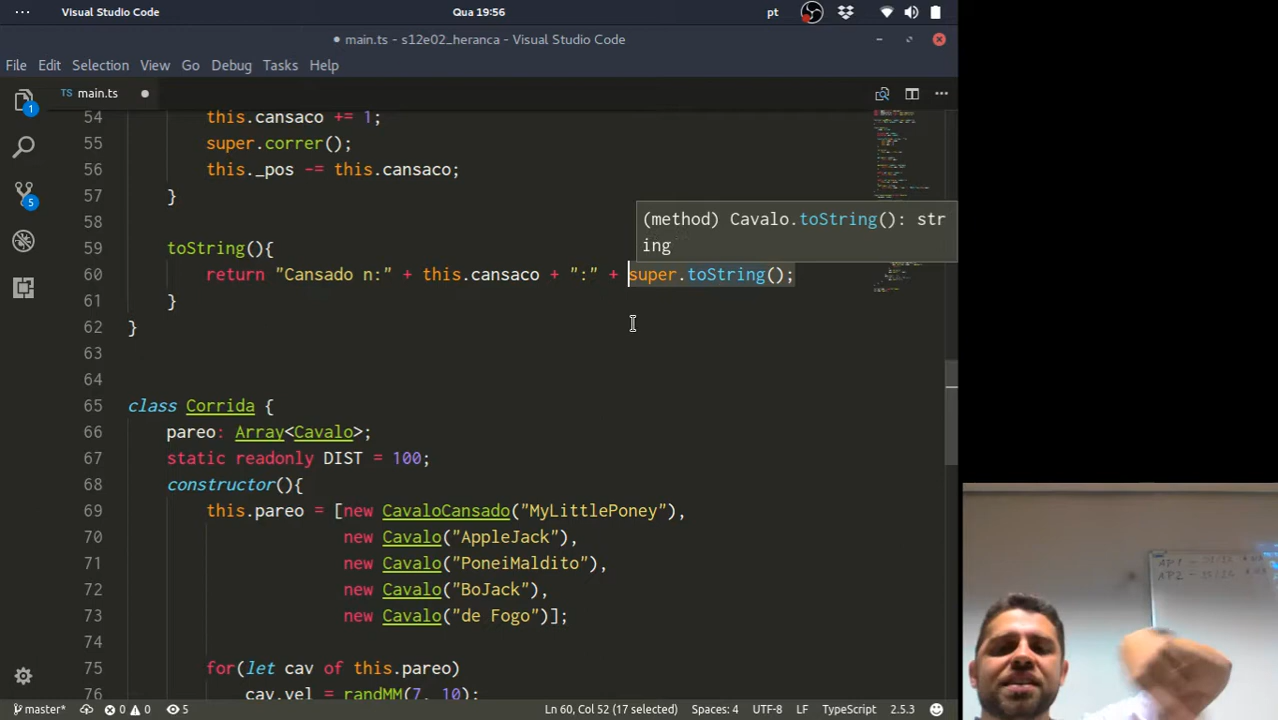 Visual Studio Code
Qua 19:56
pt
main.ts - s12e02_heranca - Visual Studio Code
File Edit Selection View Go Debug Tasks Help
TS main.ts
1
5
54 this.cansaco += 1;
55 super.correr();
56 this._pos -= this.cansaco;
57 }
58
(method) Cavalo.toString(): str
ing
59 toString(){
60 return "Cansado n:" + this.cansaco + ":" + super.toString();
61 }
62 }
63
64
65 class Corrida {
66 pareo: Array<Cavalo>;
67 static readonly DIST = 100;
68 constructor(){
69 this.pareo = [new CavaloCansado("MyLittlePoney"),
70 new Cavalo("AppleJack"),
71 new Cavalo("PoneiMaldito"),
72 new Cavalo("BoJack"),
73 new Cavalo("de Fogo")];
74
75 for(let cav of this.pareo)
76 cav.vel = randMM(7, 10);
master* 0 0 5 Ln 60, Col 52 (17 selected) Spaces: 4 UTF-8 LF TypeScript 2.5.3
AP1 -
AP2 -